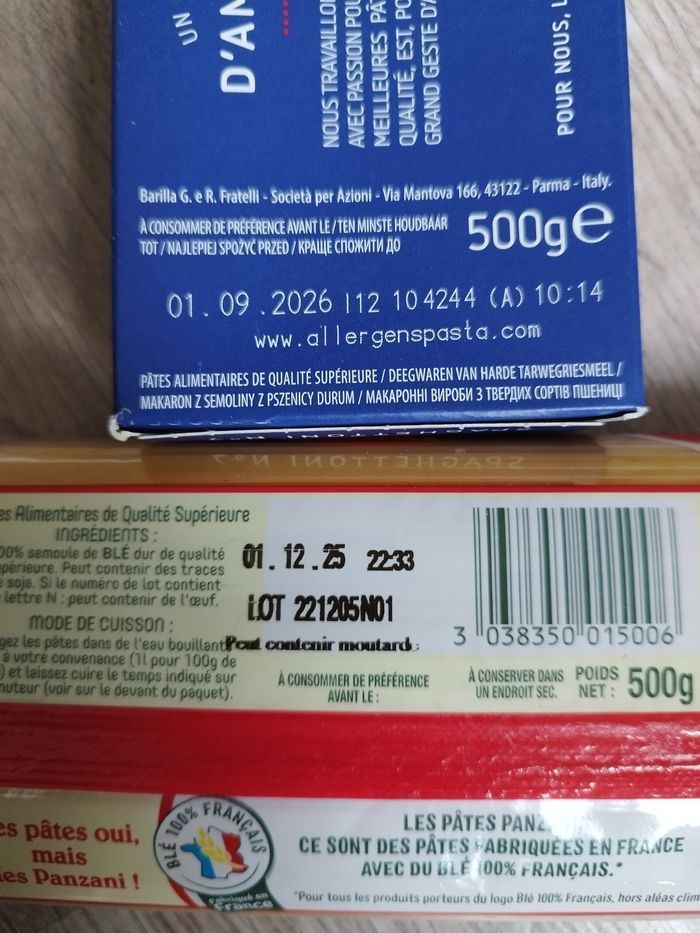 UN
D'AN
NOUS TRAVAILLO
AVEC PASSION POU
MEILLEURES PÂT
QUALITÉ, EST, PO
GRAND GESTE D'A
POUR NOUS, L
Barilla G. e R. Fratelli - Società per Azioni - Via Mantova 166, 43122 - Parma - Italy.
À CONSOMMER DE PRÉFÉRENCE AVANT LE / TEN MINSTE HOUDBAAR
TOT / NAJLEPIEJ SPOŻYĆ PRZED / КРАЩЕ СПОЖИТИ ДО
500g e
01.09.2026 112 104244 (A) 10:14
www.allergenspasta.com
PÂTES ALIMENTAIRES DE QUALITÉ SUPÉRIEURE / DEEGWAREN VAN HARDE TARWEGRIESMEEL /
MAKARON Z SEMOLINY Z PSZENICY DURUM / МАКАРОННІ ВИРОБИ З ТВЕРДИХ СОРТІВ ПШЕНИЦІ
SPAGHETTONI N°7
es Alimentaires de Qualité Supérieure
INGRÉDIENTS :
00% semoule de BLÉ dur de qualité
périeure. Peut contenir des traces
soja. Si le numéro de lot contient
lettre N : peut contenir de l'œuf.
MODE DE CUISSON :
gez les pâtes dans de l'eau bouillant
à votre convenance (1l pour 100g de
) et laissez cuire le temps indiqué sur
nuteur (voir sur le devant du paquet).
01.12.25 22:33
LOT 221205N01
Peut contenir moutard:
À CONSOMMER DE PRÉFÉRENCE
AVANT LE :
3 038350 015006
À CONSERVER DANS
UN ENDROIT SEC.
POIDS
NET : 500g
es pâtes oui,
mais
es Panzani !
BLÉ 100% FRANÇAIS
Fabriqué en
France
LES PÂTES PANZ
CE SONT DES PÂTES FABRIQUÉES EN FRANCE
AVEC DU BLÉ 100% FRANÇAIS.*
*Pour tous les produits porteurs du logo Blé 100% Français, hors aléas clim